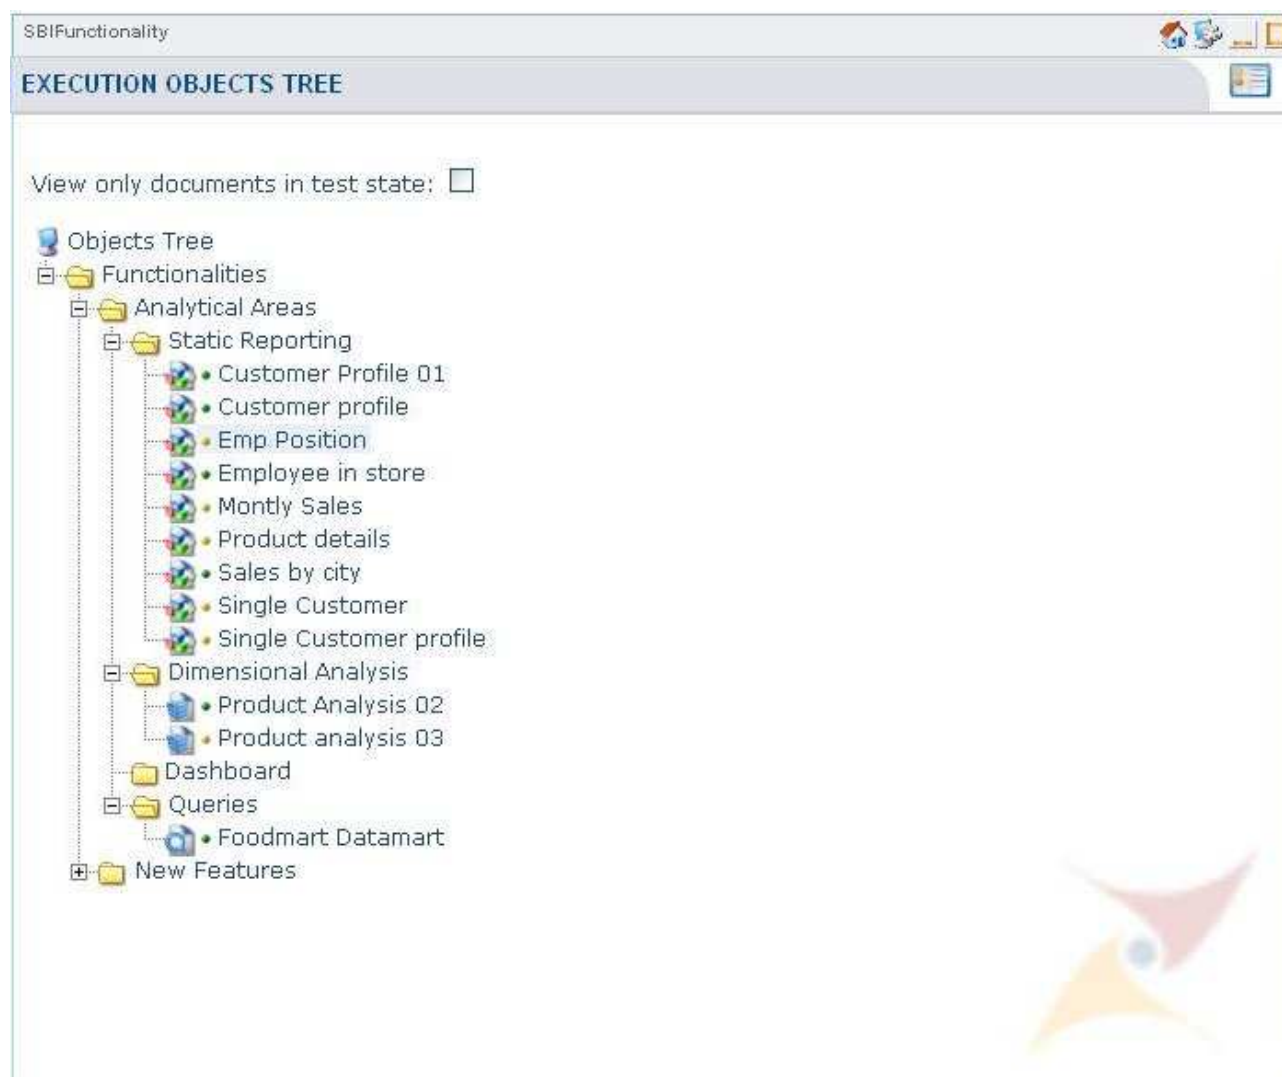 SBIFunctionality
EXECUTION OBJECTS TREE
View only documents in test state:
Objects Tree
Functionalities
Analytical Areas
Static Reporting
Customer Profile 01
Customer profile
Emp Position
Employee in store
Montly Sales
Product details
Sales by city
Single Customer
Single Customer profile
Dimensional Analysis
Product Analysis 02
Product analysis 03
Dashboard
Queries
Foodmart Datamart
New Features